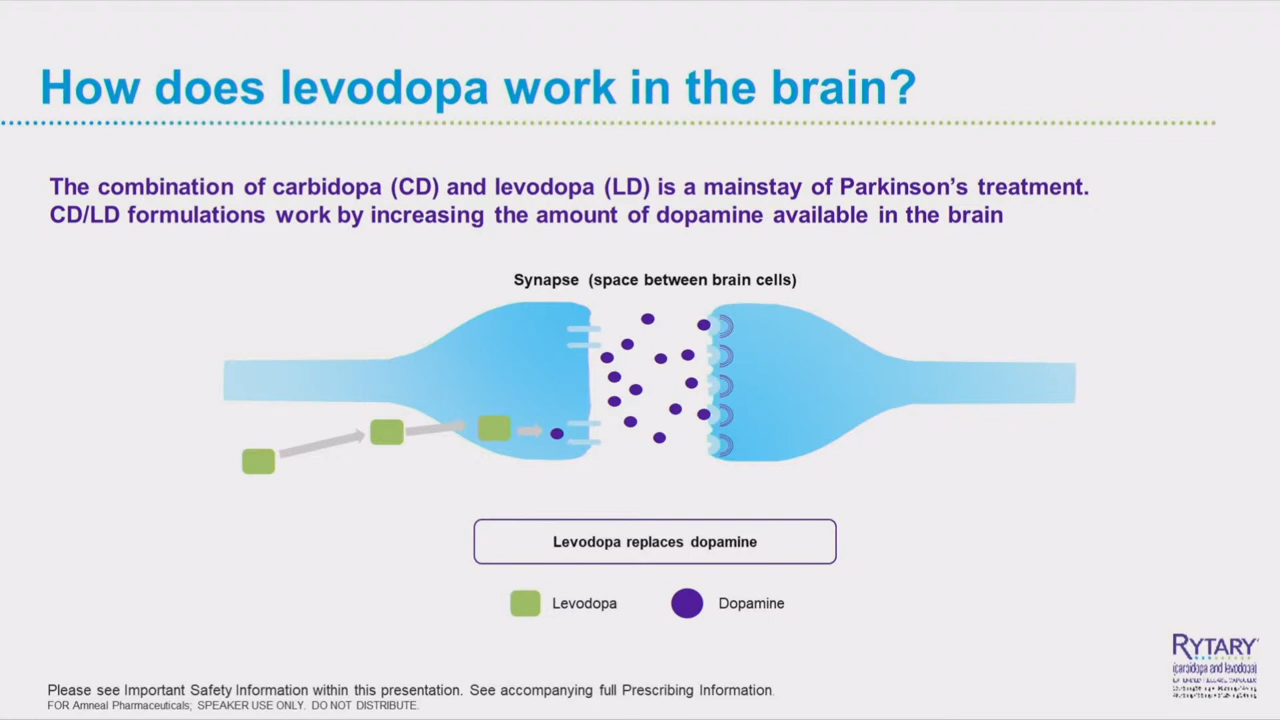 How does levodopa work in the brain?
The combination of carbidopa (CD) and levodopa (LD) is a mainstay of Parkinson’s treatment.
CD/LD formulations work by increasing the amount of dopamine available in the brain
Synapse (space between brain cells)
Levodopa replaces dopamine
Levodopa
Dopamine
RYTARY
(carbidopa and levodopa)
Please see Important Safety Information within this presentation. See accompanying full Prescribing Information.
FOR Amneal Pharmaceuticals; SPEAKER USE ONLY. DO NOT DISTRIBUTE.